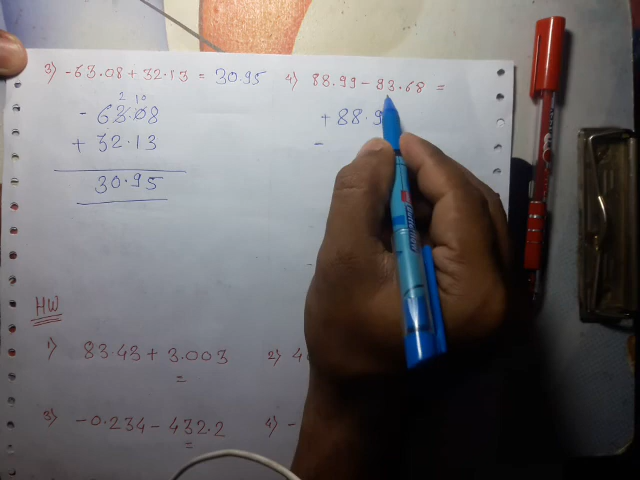 3) -63.08 + 32.13 = 30.95
2 10
- 63.08
+ 32.13
30.95
4) 88.99 - 83.68 =
+ 88.9
-
HW
1) 83.43 + 3.003
=
2) 4
3) -0.234 - 432.2
=
4) -